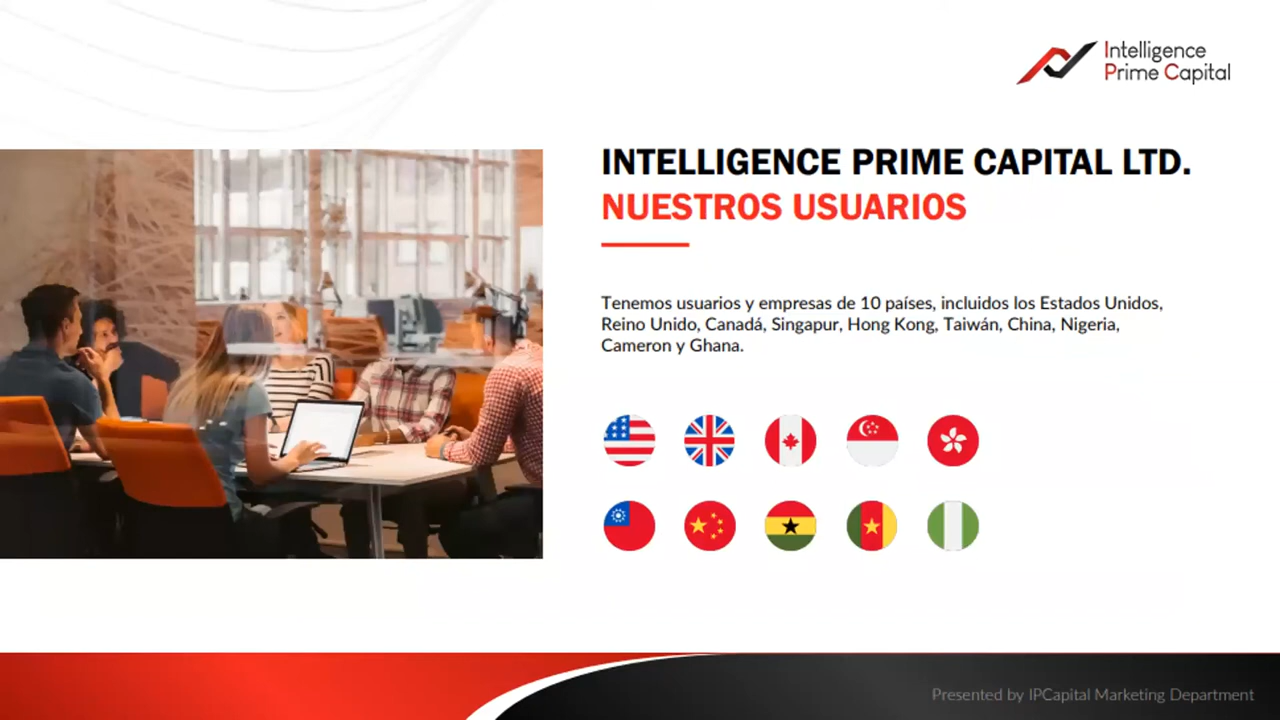 Intelligence
Prime Capital
INTELLIGENCE PRIME CAPITAL LTD.
NUESTROS USUARIOS
Tenemos usuarios y empresas de 10 países, incluidos los Estados Unidos,
Reino Unido, Canadá, Singapur, Hong Kong, Taiwán, China, Nigeria,
Cameron y Ghana.
Presented by IPCapital Marketing Department